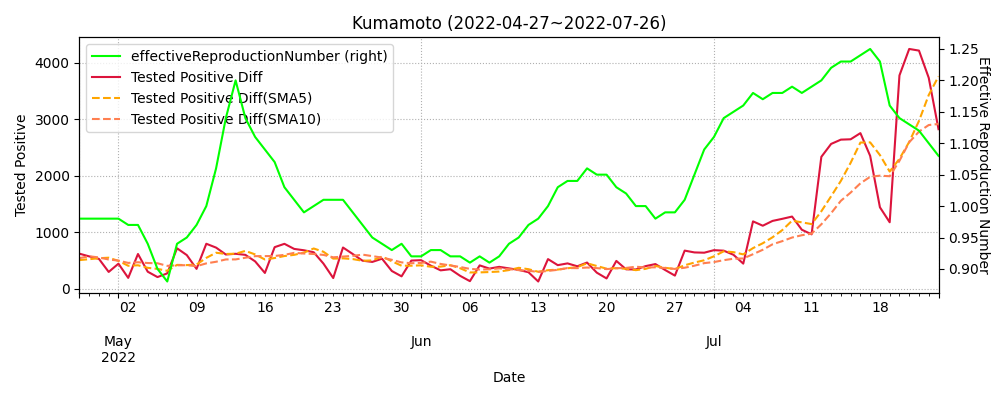 Kumamoto (2022-04-27~2022-07-26)
effectiveReproductionNumber (right)
Tested Positive Diff
Tested Positive Diff(SMA5)
Tested Positive Diff(SMA10)
4000
3000
2000
1000
0
Tested Positive
1.25
1.20
1.15
1.10
1.05
1.00
0.95
0.90
Effective Reproduction Number
02 09 16 23 30 06 13 20 27 04 11 18
May Jun Jul
2022
Date